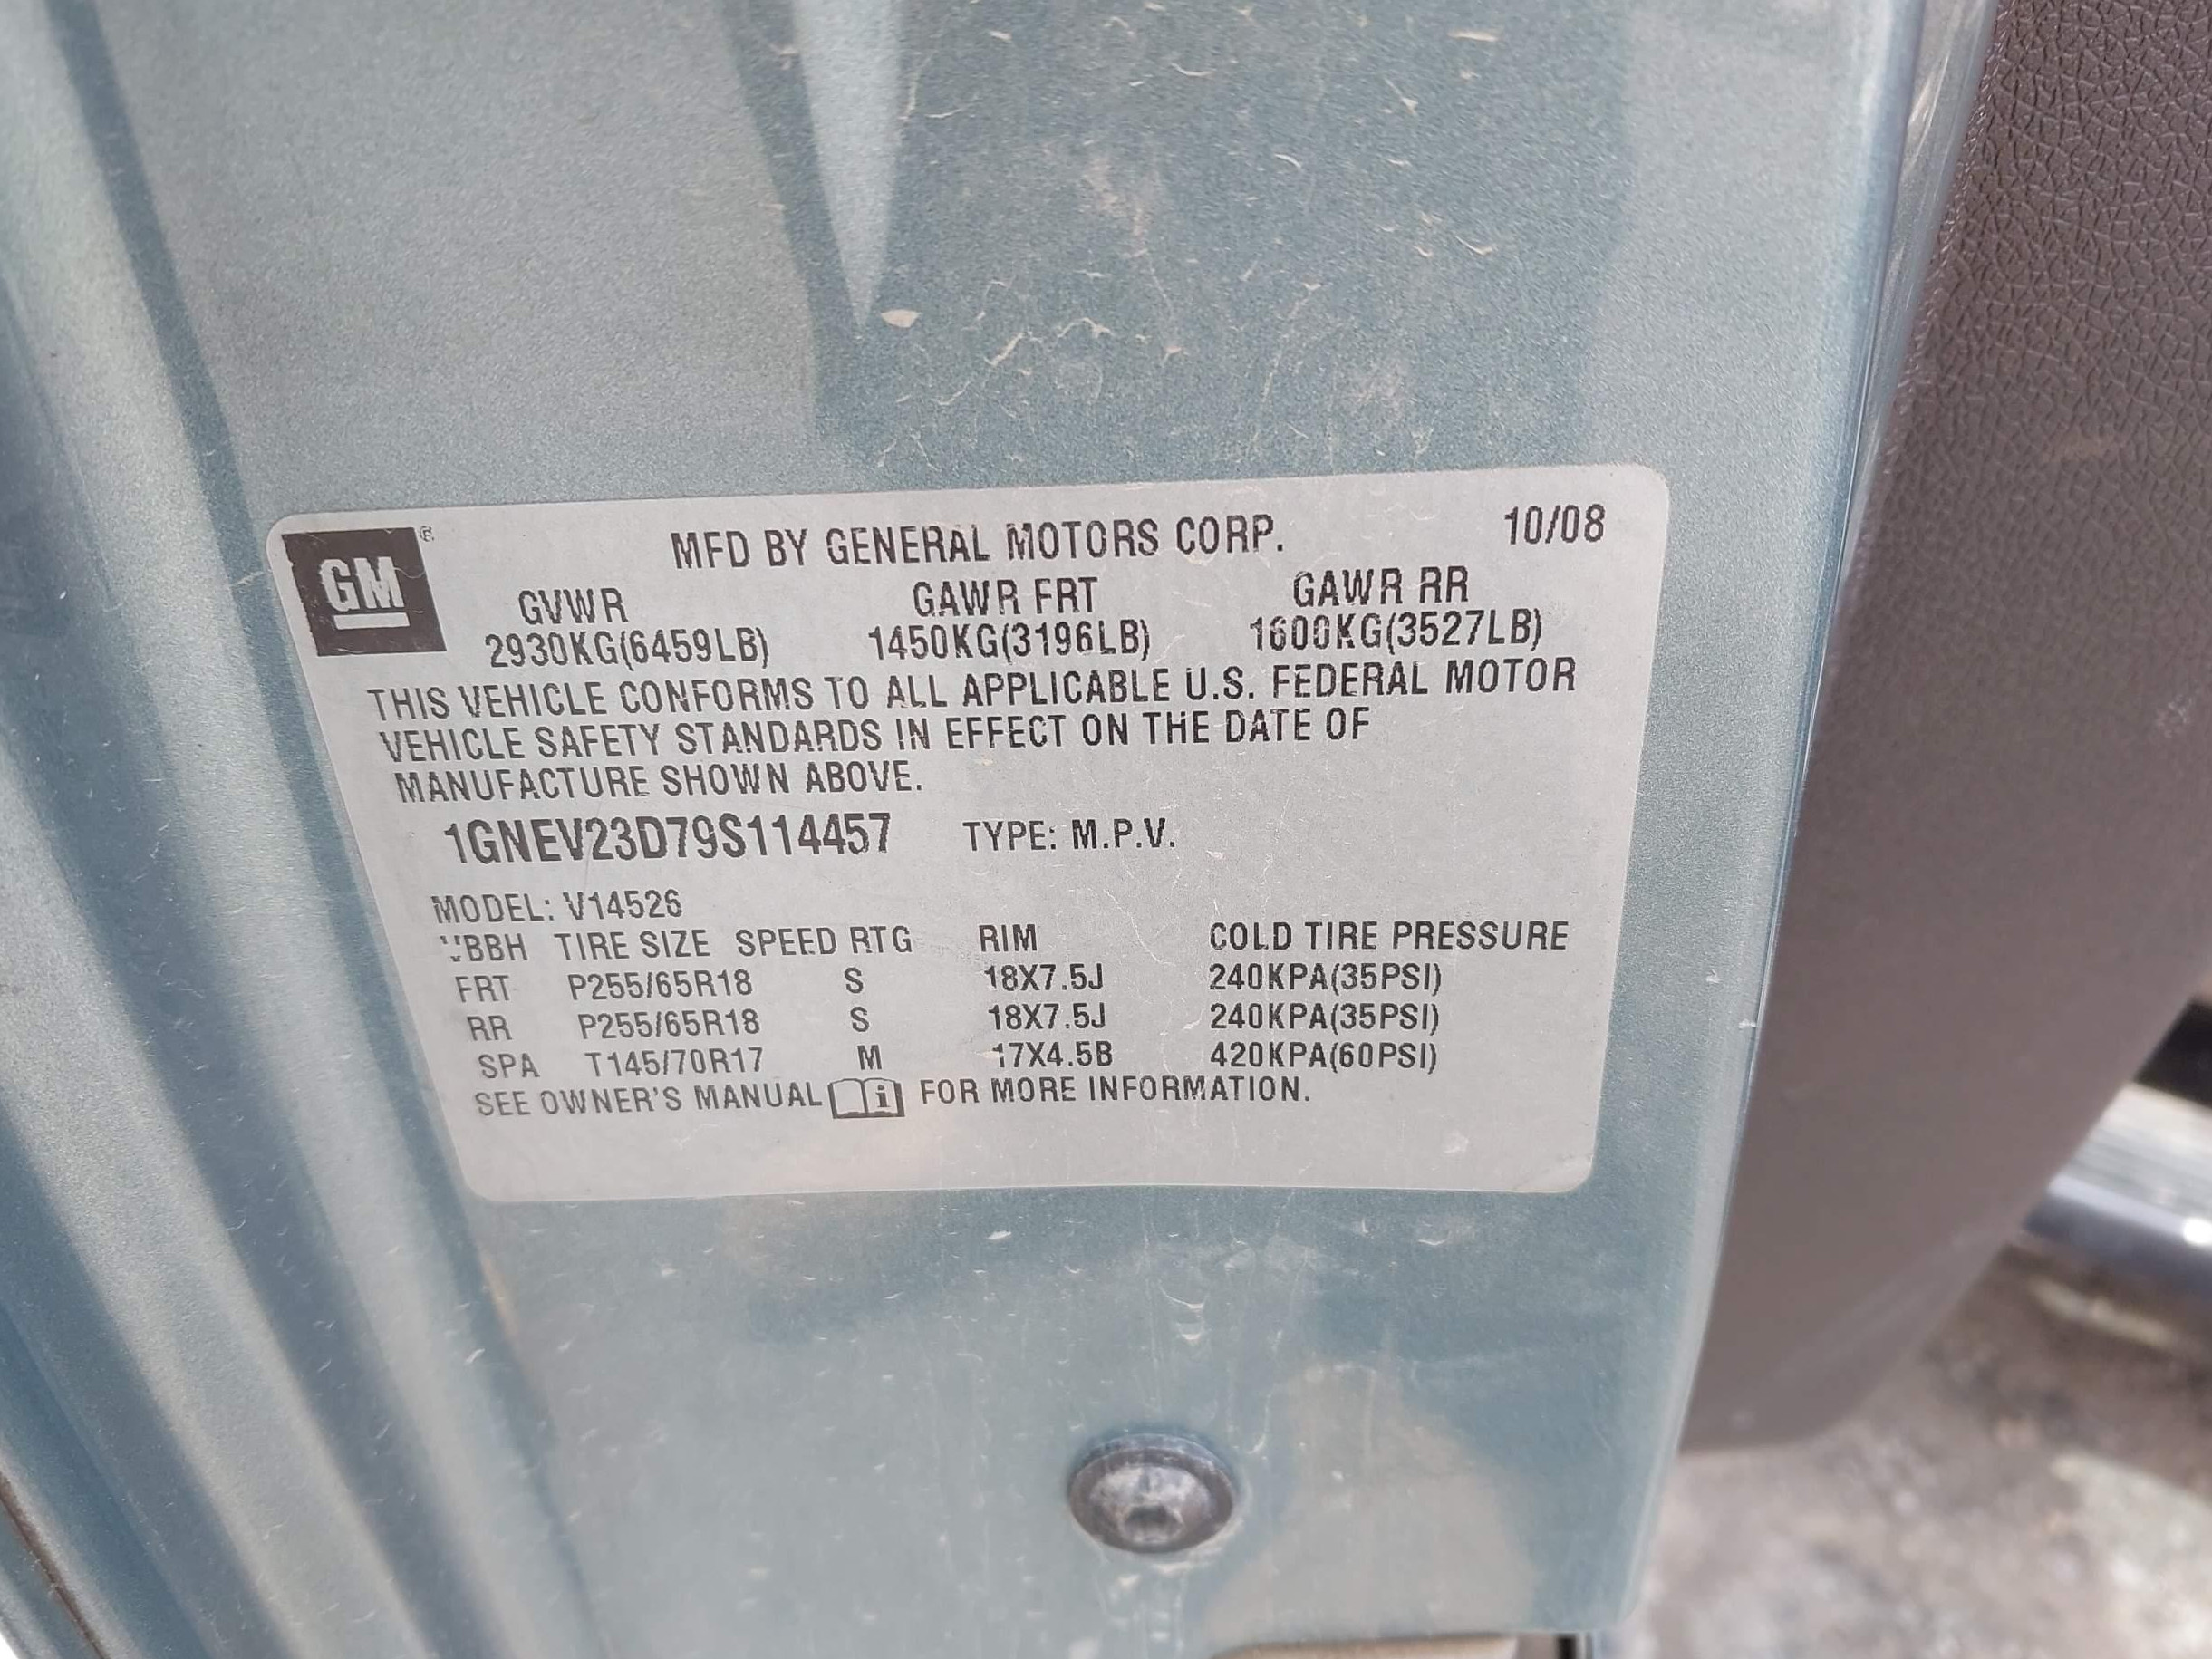 GM ®
MFD BY GENERAL MOTORS CORP. 10/08
GVWR GAWR FRT GAWR RR
2930KG(6459LB) 1450KG(3196LB) 1600KG(3527LB)
THIS VEHICLE CONFORMS TO ALL APPLICABLE U.S. FEDERAL MOTOR
VEHICLE SAFETY STANDARDS IN EFFECT ON THE DATE OF
MANUFACTURE SHOWN ABOVE.
1GNEV23D79S114457 TYPE: M.P.V.
MODEL: V14526
TIRE SIZE SPEED RTG RIM COLD TIRE PRESSURE
FRT P255/65R18 S 18X7.5J 240KPA(35PSI)
RR P255/65R18 S 18X7.5J 240KPA(35PSI)
SPA T145/70R17 M 17X4.5B 420KPA(60PSI)
SEE OWNER'S MANUAL i FOR MORE INFORMATION.